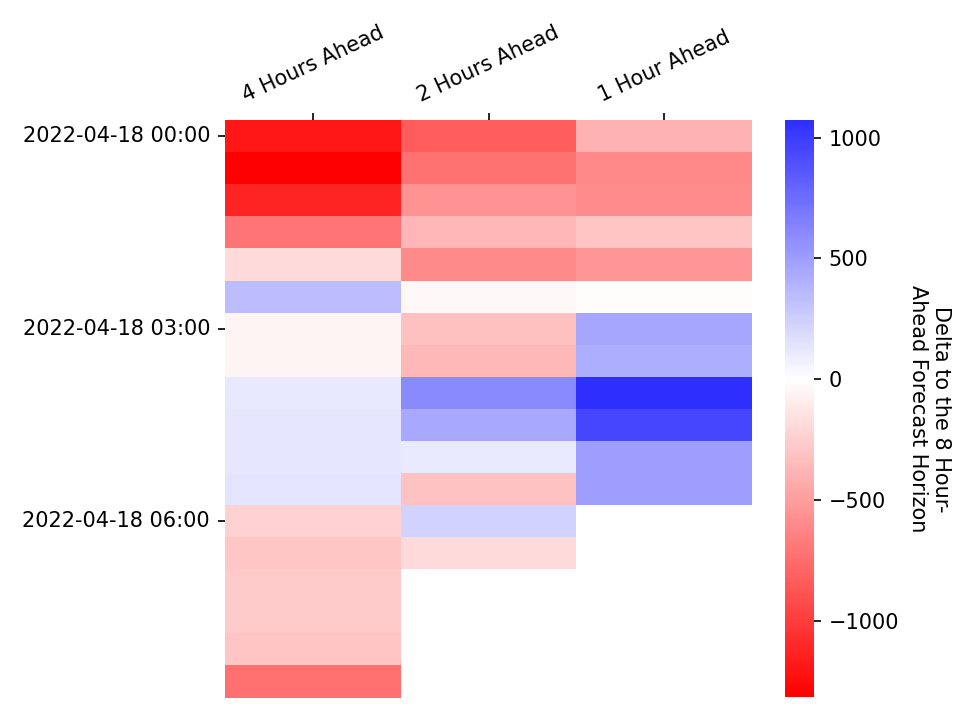 4 Hours Ahead
2 Hours Ahead
1 Hour Ahead
2022-04-18 00:00
2022-04-18 03:00
2022-04-18 06:00
1000
500
0
−500
−1000
Delta to the 8 Hour-
Ahead Forecast Horizon